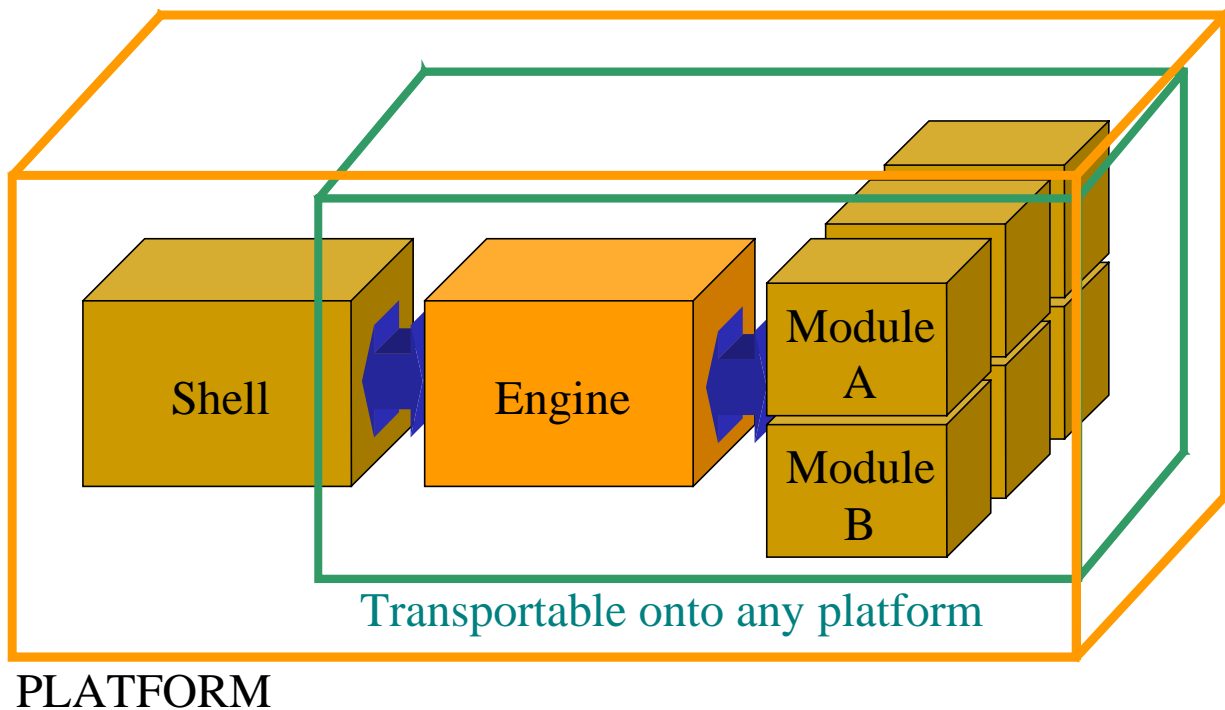 Shell
Engine
Module
A
Module
B
Transportable onto any platform
PLATFORM